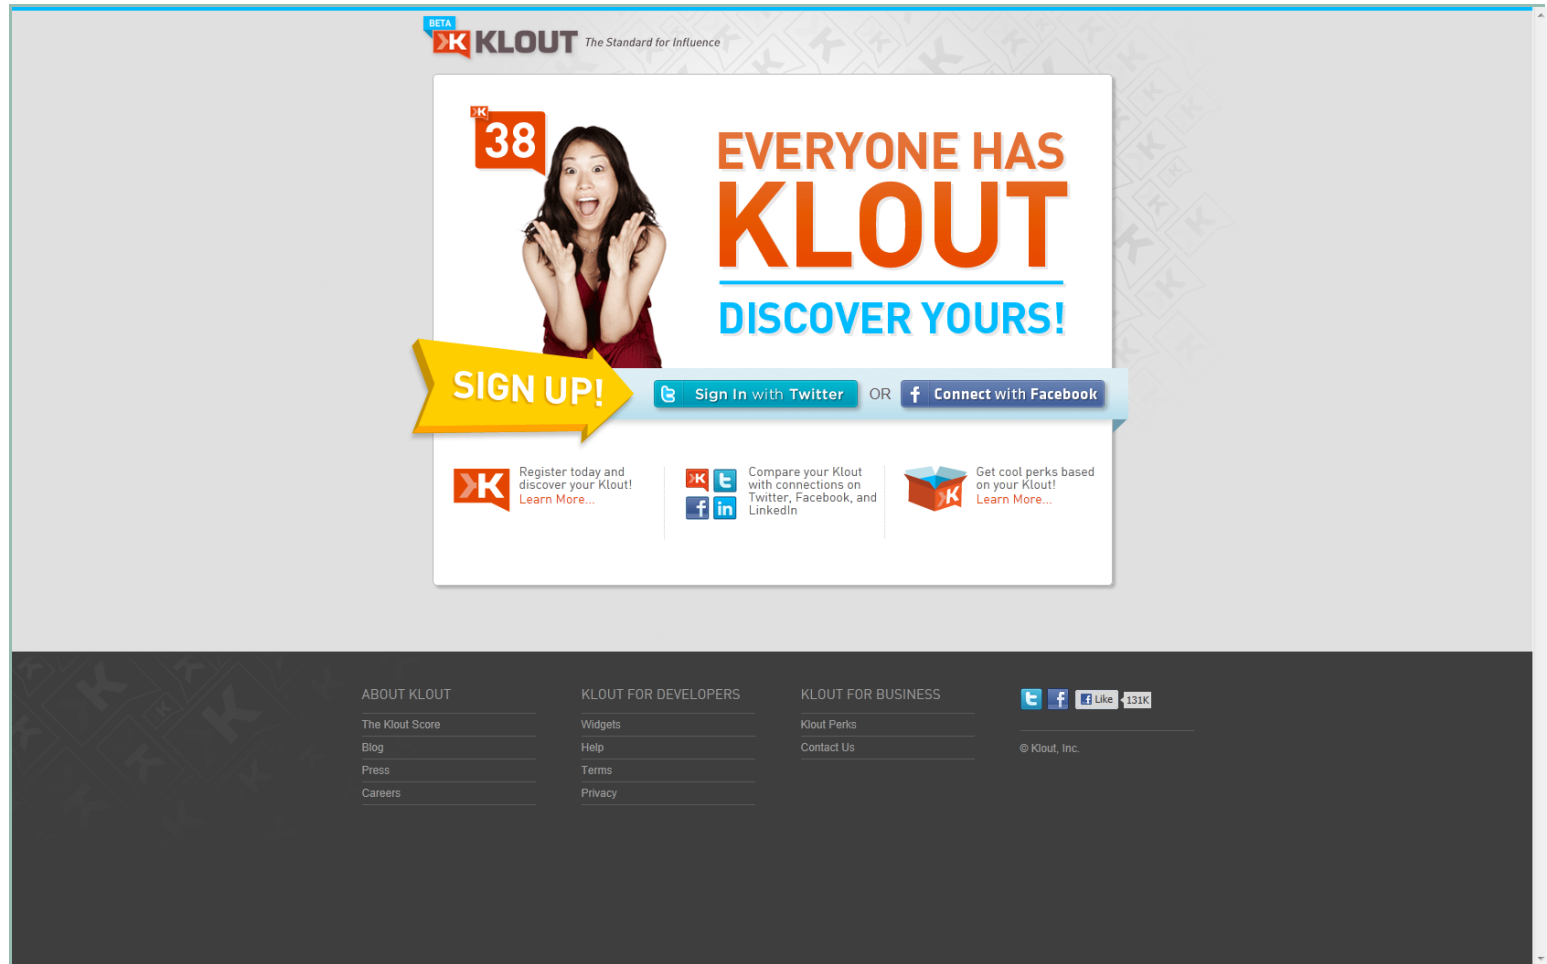 BETA
KLOUT The Standard for Influence
38
EVERYONE HAS
KLOUT
DISCOVER YOURS!
SIGN UP!
Sign In with Twitter OR Connect with Facebook
Register today and
discover your Klout!
Learn More...
Compare your Klout
with connections on
Twitter, Facebook, and
LinkedIn
Get cool perks based
on your Klout!
Learn More...
ABOUT KLOUT
The Klout Score
Blog
Press
Careers
KLOUT FOR DEVELOPERS
Widgets
Help
Terms
Privacy
KLOUT FOR BUSINESS
Klout Perks
Contact Us
Like 131K
© Klout, Inc.